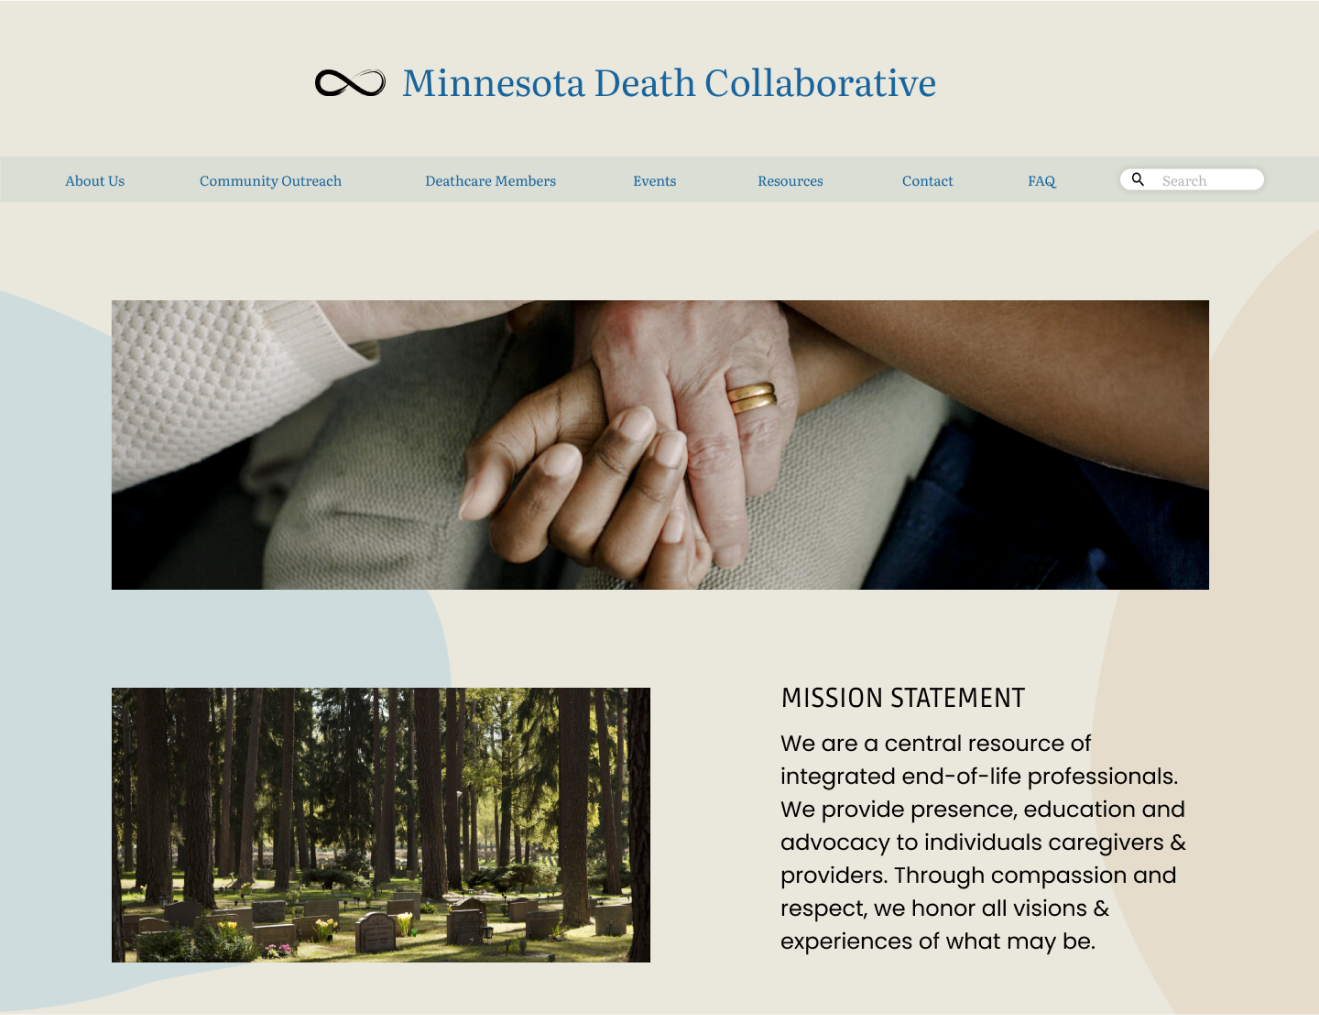 Minnesota Death Collaborative
About Us Community Outreach Deathcare Members Events Resources Contact FAQ Search
MISSION STATEMENT
We are a central resource of
integrated end-of-life professionals.
We provide presence, education and
advocacy to individuals caregivers &
providers. Through compassion and
respect, we honor all visions &
experiences of what may be.